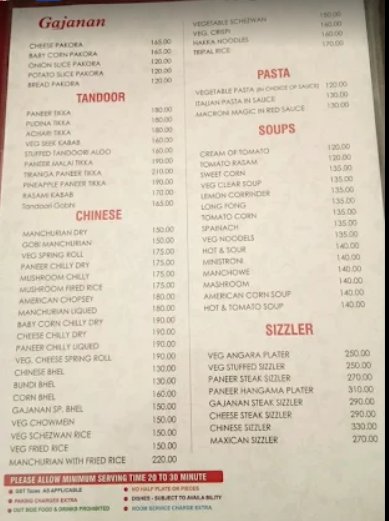 Gajanan
CHEESE PAKORA 165.00
BABY CORN PAKORA 165.00
ONION SLICE PAKORA 120.00
POTATO SLICE PAKORA 120.00
BREAD PAKORA 120.00
TANDOOR
PANEER TIKKA 180.00
PUDINA TIKKA 180.00
ACHARI TIKKA 180.00
VEG SEEK KABAB 160.00
STUFFED TANDOORI ALOO 160.00
PANEER MALAI TIKKA 190.00
TIRANGA PANEER TIKKA 210.00
PINEAPPLE PANEER TIKKA 190.00
RASAMI KABAB 170.00
Tandoori Gobhi 165.00
CHINESE
MANCHURIAN DRY 150.00
GOBI MANCHURIAN 150.00
VEG SPRING ROLL 175.00
PANEER CHILLY DRY 175.00
MUSHROOM CHILLY 175.00
MUSHROOM FIRED RICE 175.00
AMERICAN CHOPSEY 180.00
MANCHURIAN LIQUED 180.00
BABY CORN CHILLY DRY 190.00
CHEESE CHILLY DRY 190.00
PANEER CHILLY LIQUED 190.00
VEG. CHEESE SPRING ROLL 190.00
CHINESE BHEL 130.00
BUNDI BHEL 130.00
CORN BHEL 160.00
GAJANAN SP. BHEL 150.00
VEG CHOWMEIN 150.00
VEG SCHEZWAN RICE 150.00
VEG FRIED RICE 150.00
MANCHURIAN WITH FRIED RICE 220.00
VEGETABLE SCHEZWAN 150.00
VEG. CRISPI 160.00
HAKKA NOODLES 160.00
TRIPAL RICE 170.00
PASTA
VEGETABLE PASTA (IN CHOICE OF SAUCE) 120.00
ITALIAN PASTA IN SAUCE 130.00
MACRONI MAGIC IN RED SAUCE 130.00
SOUPS
CREAM OF TOMATO 120.00
TOMATO RASAM 120.00
SWEET CORN 135.00
VEG CLEAR SOUP 135.00
LEMON CORRINDER 135.00
LONG FONG 135.00
TOMATO CORN 135.00
SPAINACH 135.00
VEG NOODELS 135.00
HOT & SOUR 140.00
MINISTRONI 140.00
MANCHOWE 140.00
MASHROOM 140.00
AMERICAN CORN SOUP 140.00
HOT & TOMATO SOUP 140.00
SIZZLER
VEG ANGARA PLATER 250.00
VEG STUFFED SIZZLER 250.00
PANEER STEAK SIZZLER 270.00
PANEER HANGAMA PLATER 310.00
GAJANAN STEAK SIZZLER 290.00
CHEESE STEAK SIZZLER 290.00
CHINESE SIZZLER 330.00
MAXICAN SIZZLER 270.00
PLEASE ALLOW MINIMUM SERVING TIME 20 TO 30 MINUTE
GST Taxes AS APPLICABLE
PAKING CHARGES EXTRA
OUT SIDE FOOD & DRINKS PROHIBITED
NO HALF PLATE OR PIECES
DISHES - SUBJECT TO AVAILA BILITY
ROOM SERVICE CHARGE EXTRA